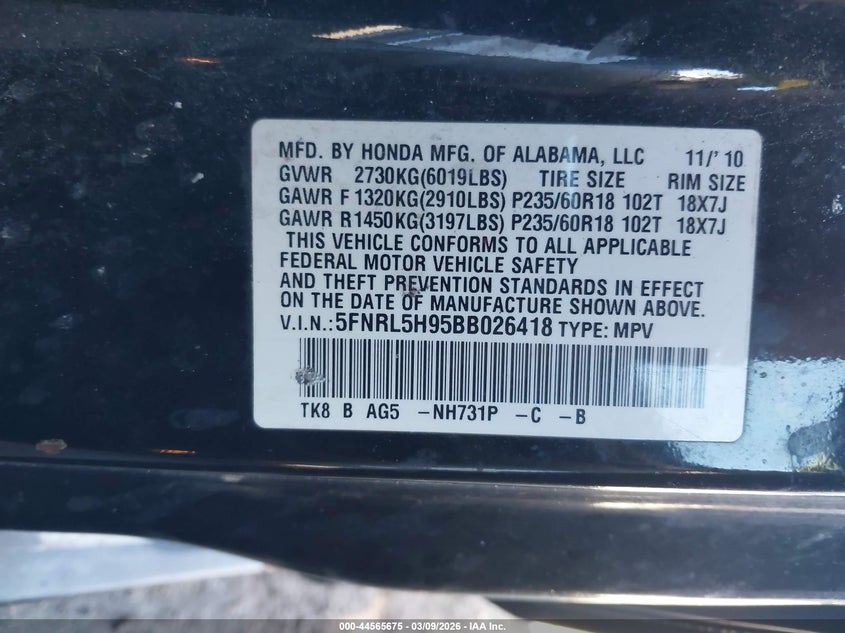 MFD. BY HONDA MFG. OF ALABAMA, LLC 11/'10
GVWR 2730KG(6019LBS) TIRE SIZE RIM SIZE
GAWR F 1320KG(2910LBS) P235/60R18 102T 18X7J
GAWR R1450KG(3197LBS) P235/60R18 102T 18X7J
THIS VEHICLE CONFORMS TO ALL APPLICABLE
FEDERAL MOTOR VEHICLE SAFETY
AND THEFT PREVENTION STANDARDS IN EFFECT
ON THE DATE OF MANUFACTURE SHOWN ABOVE.
V.I.N.:5FNRL5H95BB026418 TYPE: MPV
TK8 B AG5 -NH731P -C -B
000-44565675 | 03/09/2026 - IAA Inc.